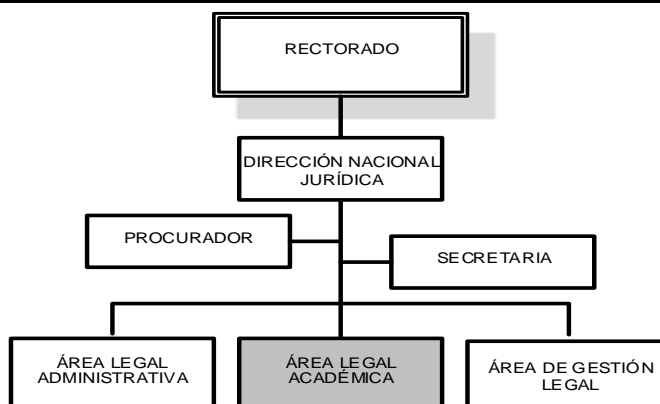 RECTORADO
DIRECCIÓN NACIONAL
JURÍDICA
PROCURADOR
SECRETARIA
ÁREA LEGAL
ADMINISTRATIVA
ÁREA LEGAL
ACADÉMICA
ÁREA DE GESTIÓN
LEGAL